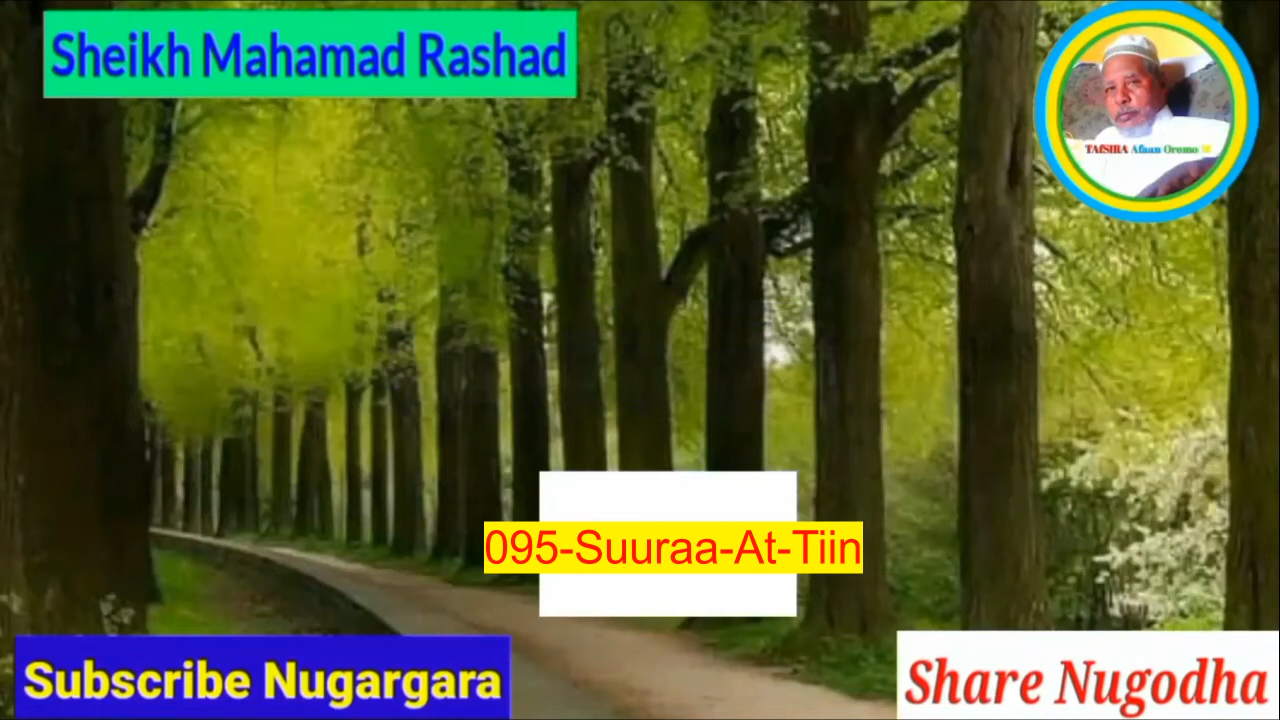 Sheikh Mahamad Rashad
TAfSIRA Afaan Oromo
095-Suuraa-At-Tiin
Subscribe Nugargara
Share Nugodha